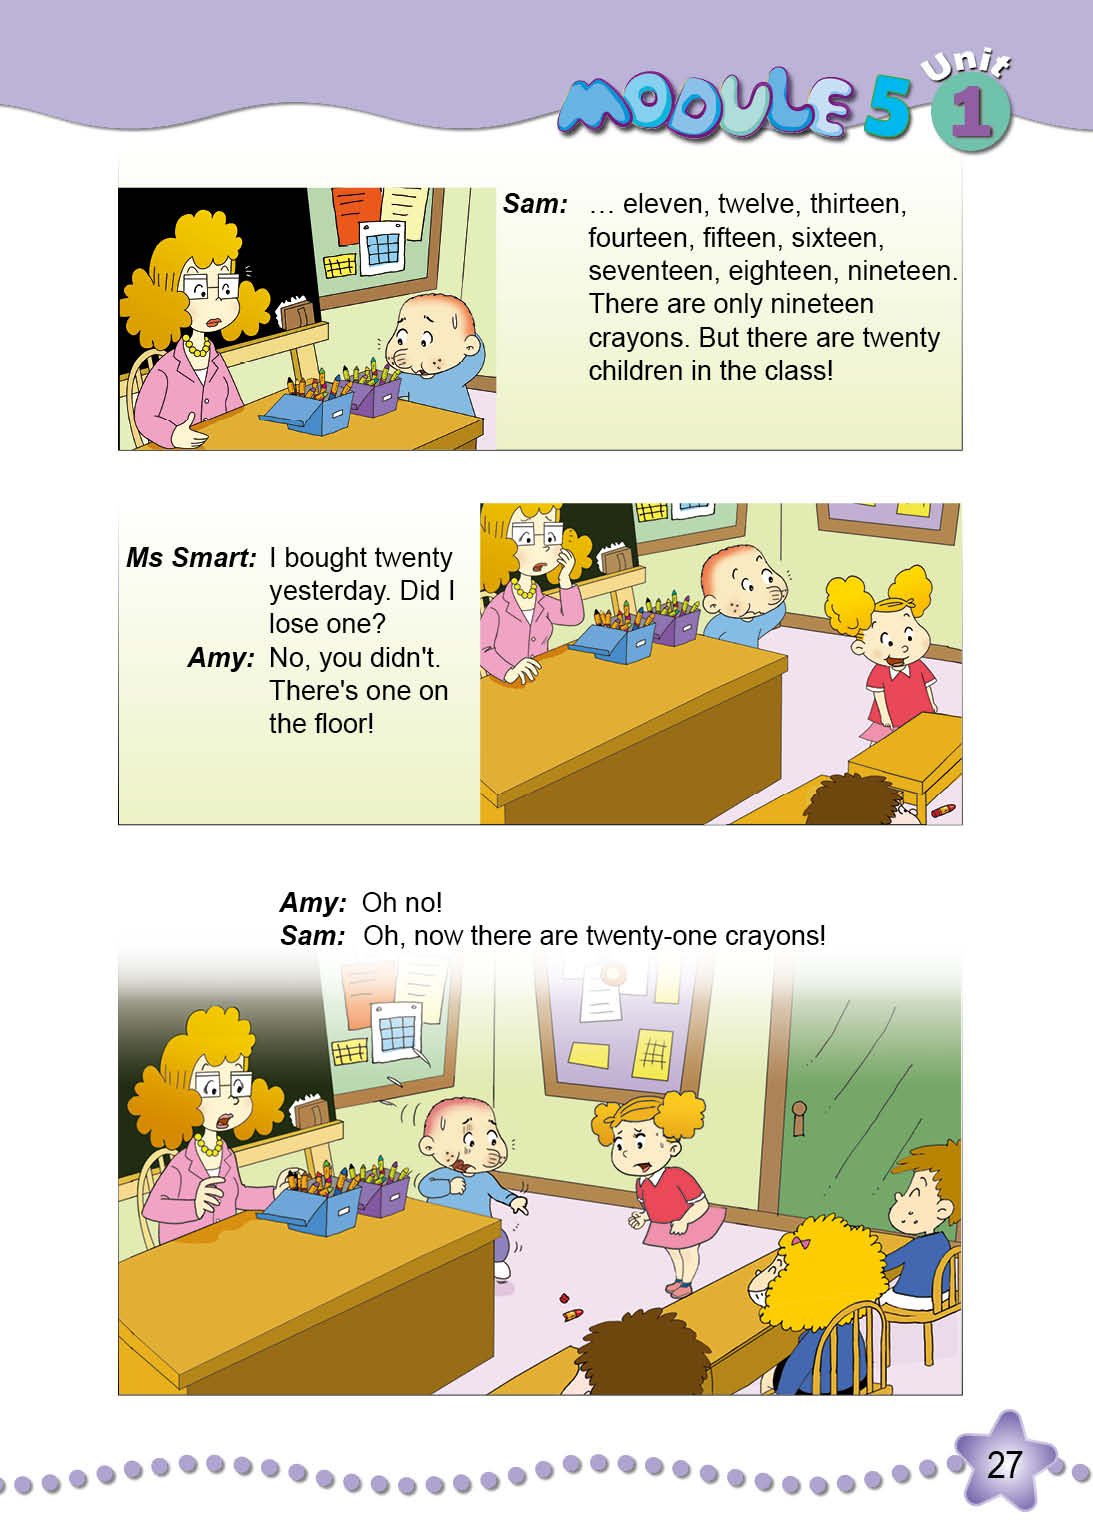 MODULE 5 Unit 1
Sam: … eleven, twelve, thirteen,
fourteen, fifteen, sixteen,
seventeen, eighteen, nineteen.
There are only nineteen
crayons. But there are twenty
children in the class!
Ms Smart: I bought twenty
yesterday. Did I
lose one?
Amy: No, you didn't.
There's one on
the floor!
Amy: Oh no!
Sam: Oh, now there are twenty-one crayons!
27